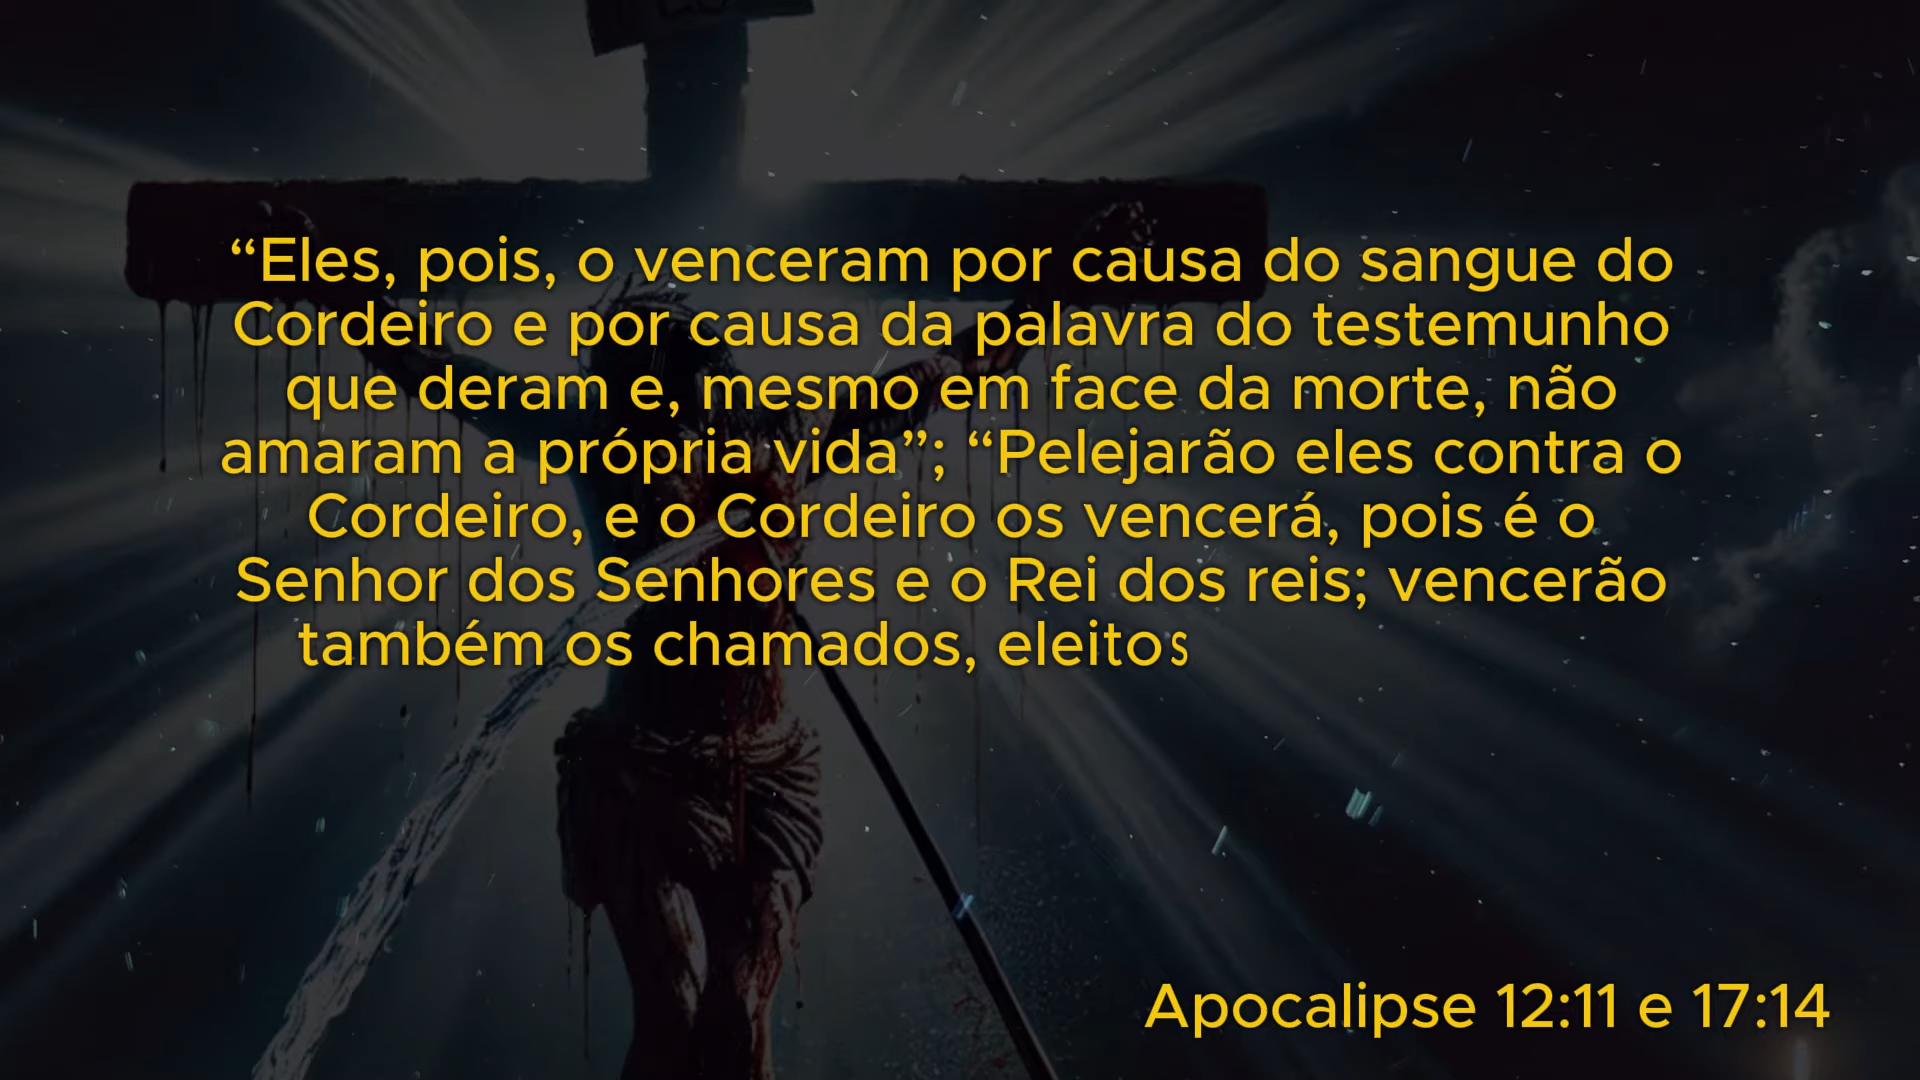 “Eles, pois, o venceram por causa do sangue do
Cordeiro e por causa da palavra do testemunho
que deram e, mesmo em face da morte, não
amaram a própria vida”; “Pelejarão eles contra o
Cordeiro, e o Cordeiro os vencerá, pois é o
Senhor dos Senhores e o Rei dos reis; vencerão
também os chamados, eleitos
Apocalipse 12:11 e 17:14